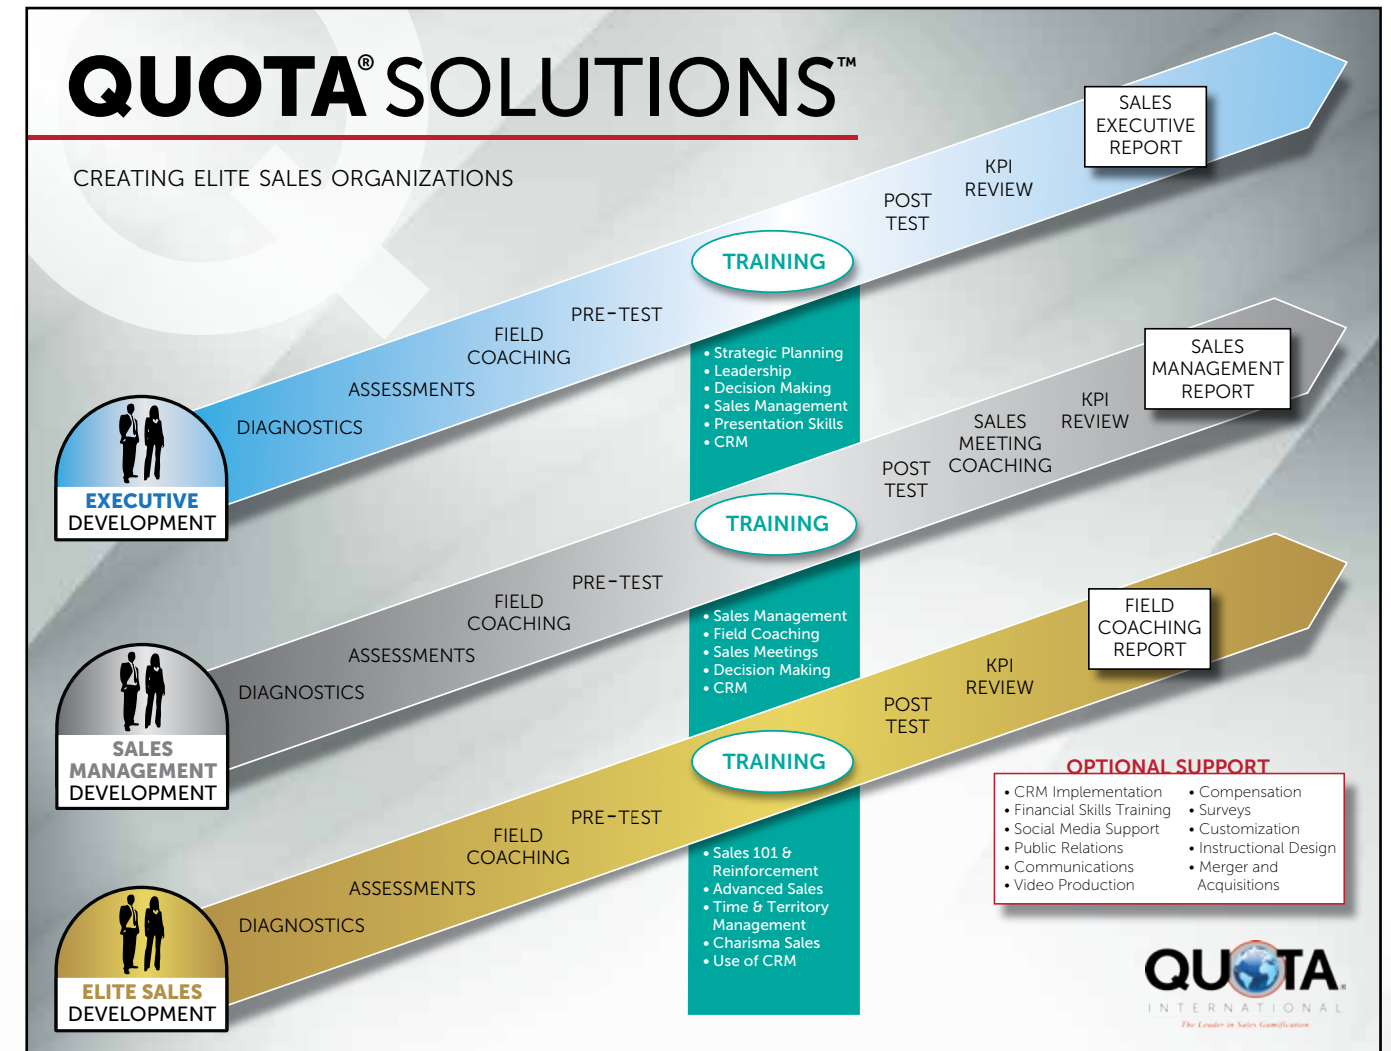 QUOTA® SOLUTIONS™
CREATING ELITE SALES ORGANIZATIONS
EXECUTIVE
DEVELOPMENT
DIAGNOSTICS
ASSESSMENTS
FIELD
COACHING
PRE-TEST
TRAINING
• Strategic Planning
• Leadership
• Decision Making
• Sales Management
• Presentation Skills
• CRM
POST
TEST
KPI
REVIEW
SALES
EXECUTIVE
REPORT
SALES
MANAGEMENT
DEVELOPMENT
DIAGNOSTICS
ASSESSMENTS
FIELD
COACHING
PRE-TEST
TRAINING
• Sales Management
• Field Coaching
• Sales Meetings
• Decision Making
• CRM
POST
TEST
SALES
MEETING
COACHING
KPI
REVIEW
SALES
MANAGEMENT
REPORT
ELITE SALES
DEVELOPMENT
DIAGNOSTICS
ASSESSMENTS
FIELD
COACHING
PRE-TEST
TRAINING
• Sales 101 &
Reinforcement
• Advanced Sales
• Time & Territory
Management
• Charisma Sales
• Use of CRM
POST
TEST
KPI
REVIEW
FIELD
COACHING
REPORT
OPTIONAL SUPPORT
• CRM Implementation
• Financial Skills Training
• Social Media Support
• Public Relations
• Communications
• Video Production
• Compensation
• Surveys
• Customization
• Instructional Design
• Merger and
Acquisitions
QUOTA®
INTERNATIONAL
The Leader in Sales Gamification